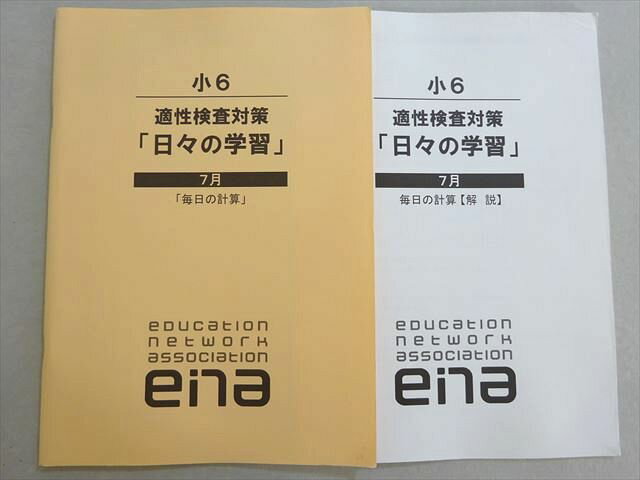 小6
適性検査対策
「日々の学習」
7月
「毎日の計算」
EDUCATION
NETWORK
ASSOCIATION
ena
小6
適性検査対策
「日々の学習」
7月
毎日の計算【解 説】
EDUCATION
NETWORK
ASSOCIATION
ena